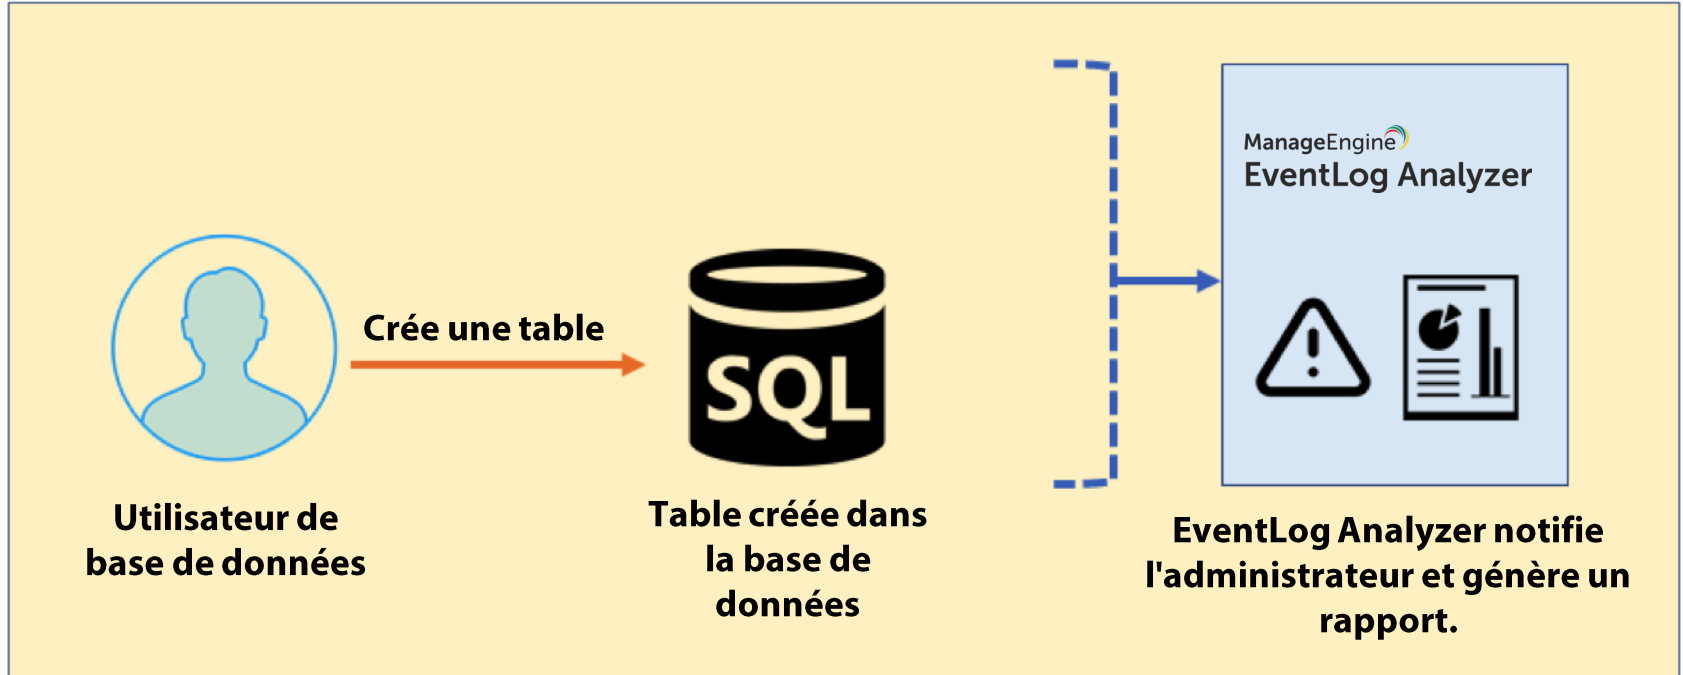 ManageEngine
EventLog Analyzer
Crée une table
SQL
Utilisateur de
base de données
Table créée dans
la base de
données
EventLog Analyzer notifie
l'administrateur et génère un
rapport.